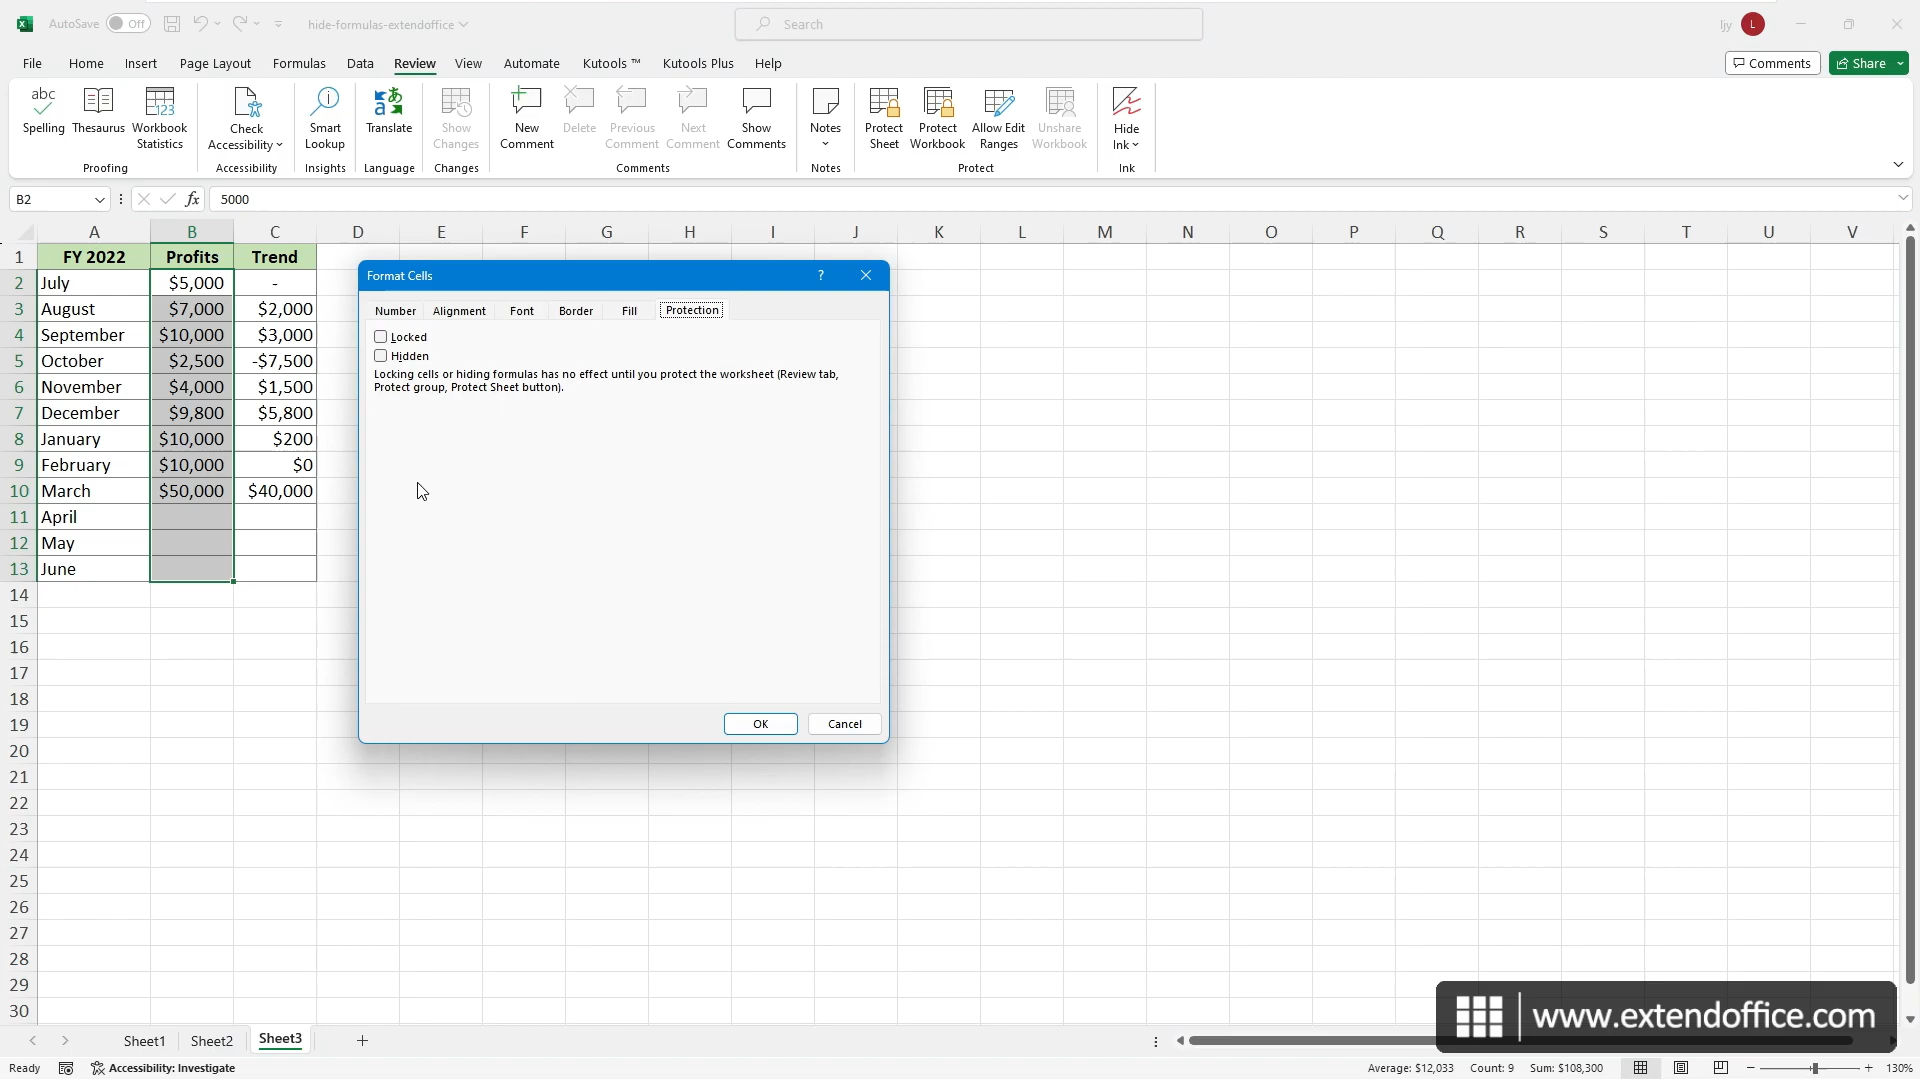 AutoSave Off hide-formulas-extendoffice Search ljy L
File Home Insert Page Layout Formulas Data Review View Automate Kutools ™ Kutools Plus Help Comments Share
abc 123
Spelling Thesaurus Workbook Statistics Check Accessibility Smart Lookup Translate Show Changes New Comment Delete Previous Comment Next Comment Show Comments Notes Protect Sheet Protect Workbook Allow Edit Ranges Unshare Workbook Hide Ink
Proofing Accessibility Insights Language Changes Comments Notes Protect Ink
B2 fx 5000
A B C D E F G H I J K L M N O P Q R S T U V
1 FY 2022 Profits Trend
2 July $5,000 -
3 August $7,000 $2,000
4 September $10,000 $3,000
5 October $2,500 -$7,500
6 November $4,000 $1,500
7 December $9,800 $5,800
8 January $10,000 $200
9 February $10,000 $0
10 March $50,000 $40,000
11 April
12 May
13 June
14
15
16
17
18
19
20
21
22
23
24
25
26
27
28
29
30
Format Cells ?
Number Alignment Font Border Fill Protection
Locked
Hidden
Locking cells or hiding formulas has no effect until you protect the worksheet (Review tab,
Protect group, Protect Sheet button).
OK Cancel
www.extendoffice.com
Sheet1 Sheet2 Sheet3
Ready Accessibility: Investigate Average: $12,033 Count: 9 Sum: $108,300 130%